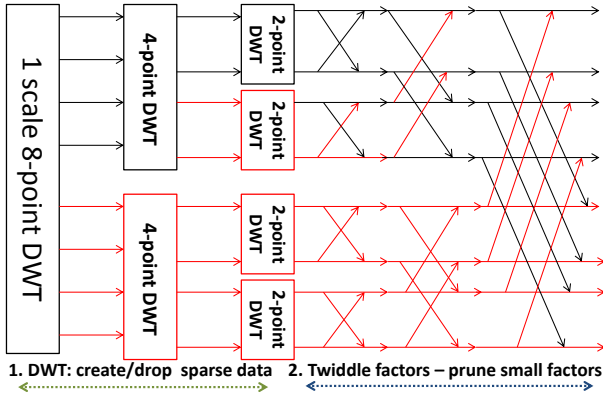 1 scale 8-point DWT
4-point DWT
2-point
DWT
2-point
DWT
4-point DWT
2-point
DWT
2-point
DWT
1. DWT: create/drop sparse data
2. Twiddle factors – prune small factors